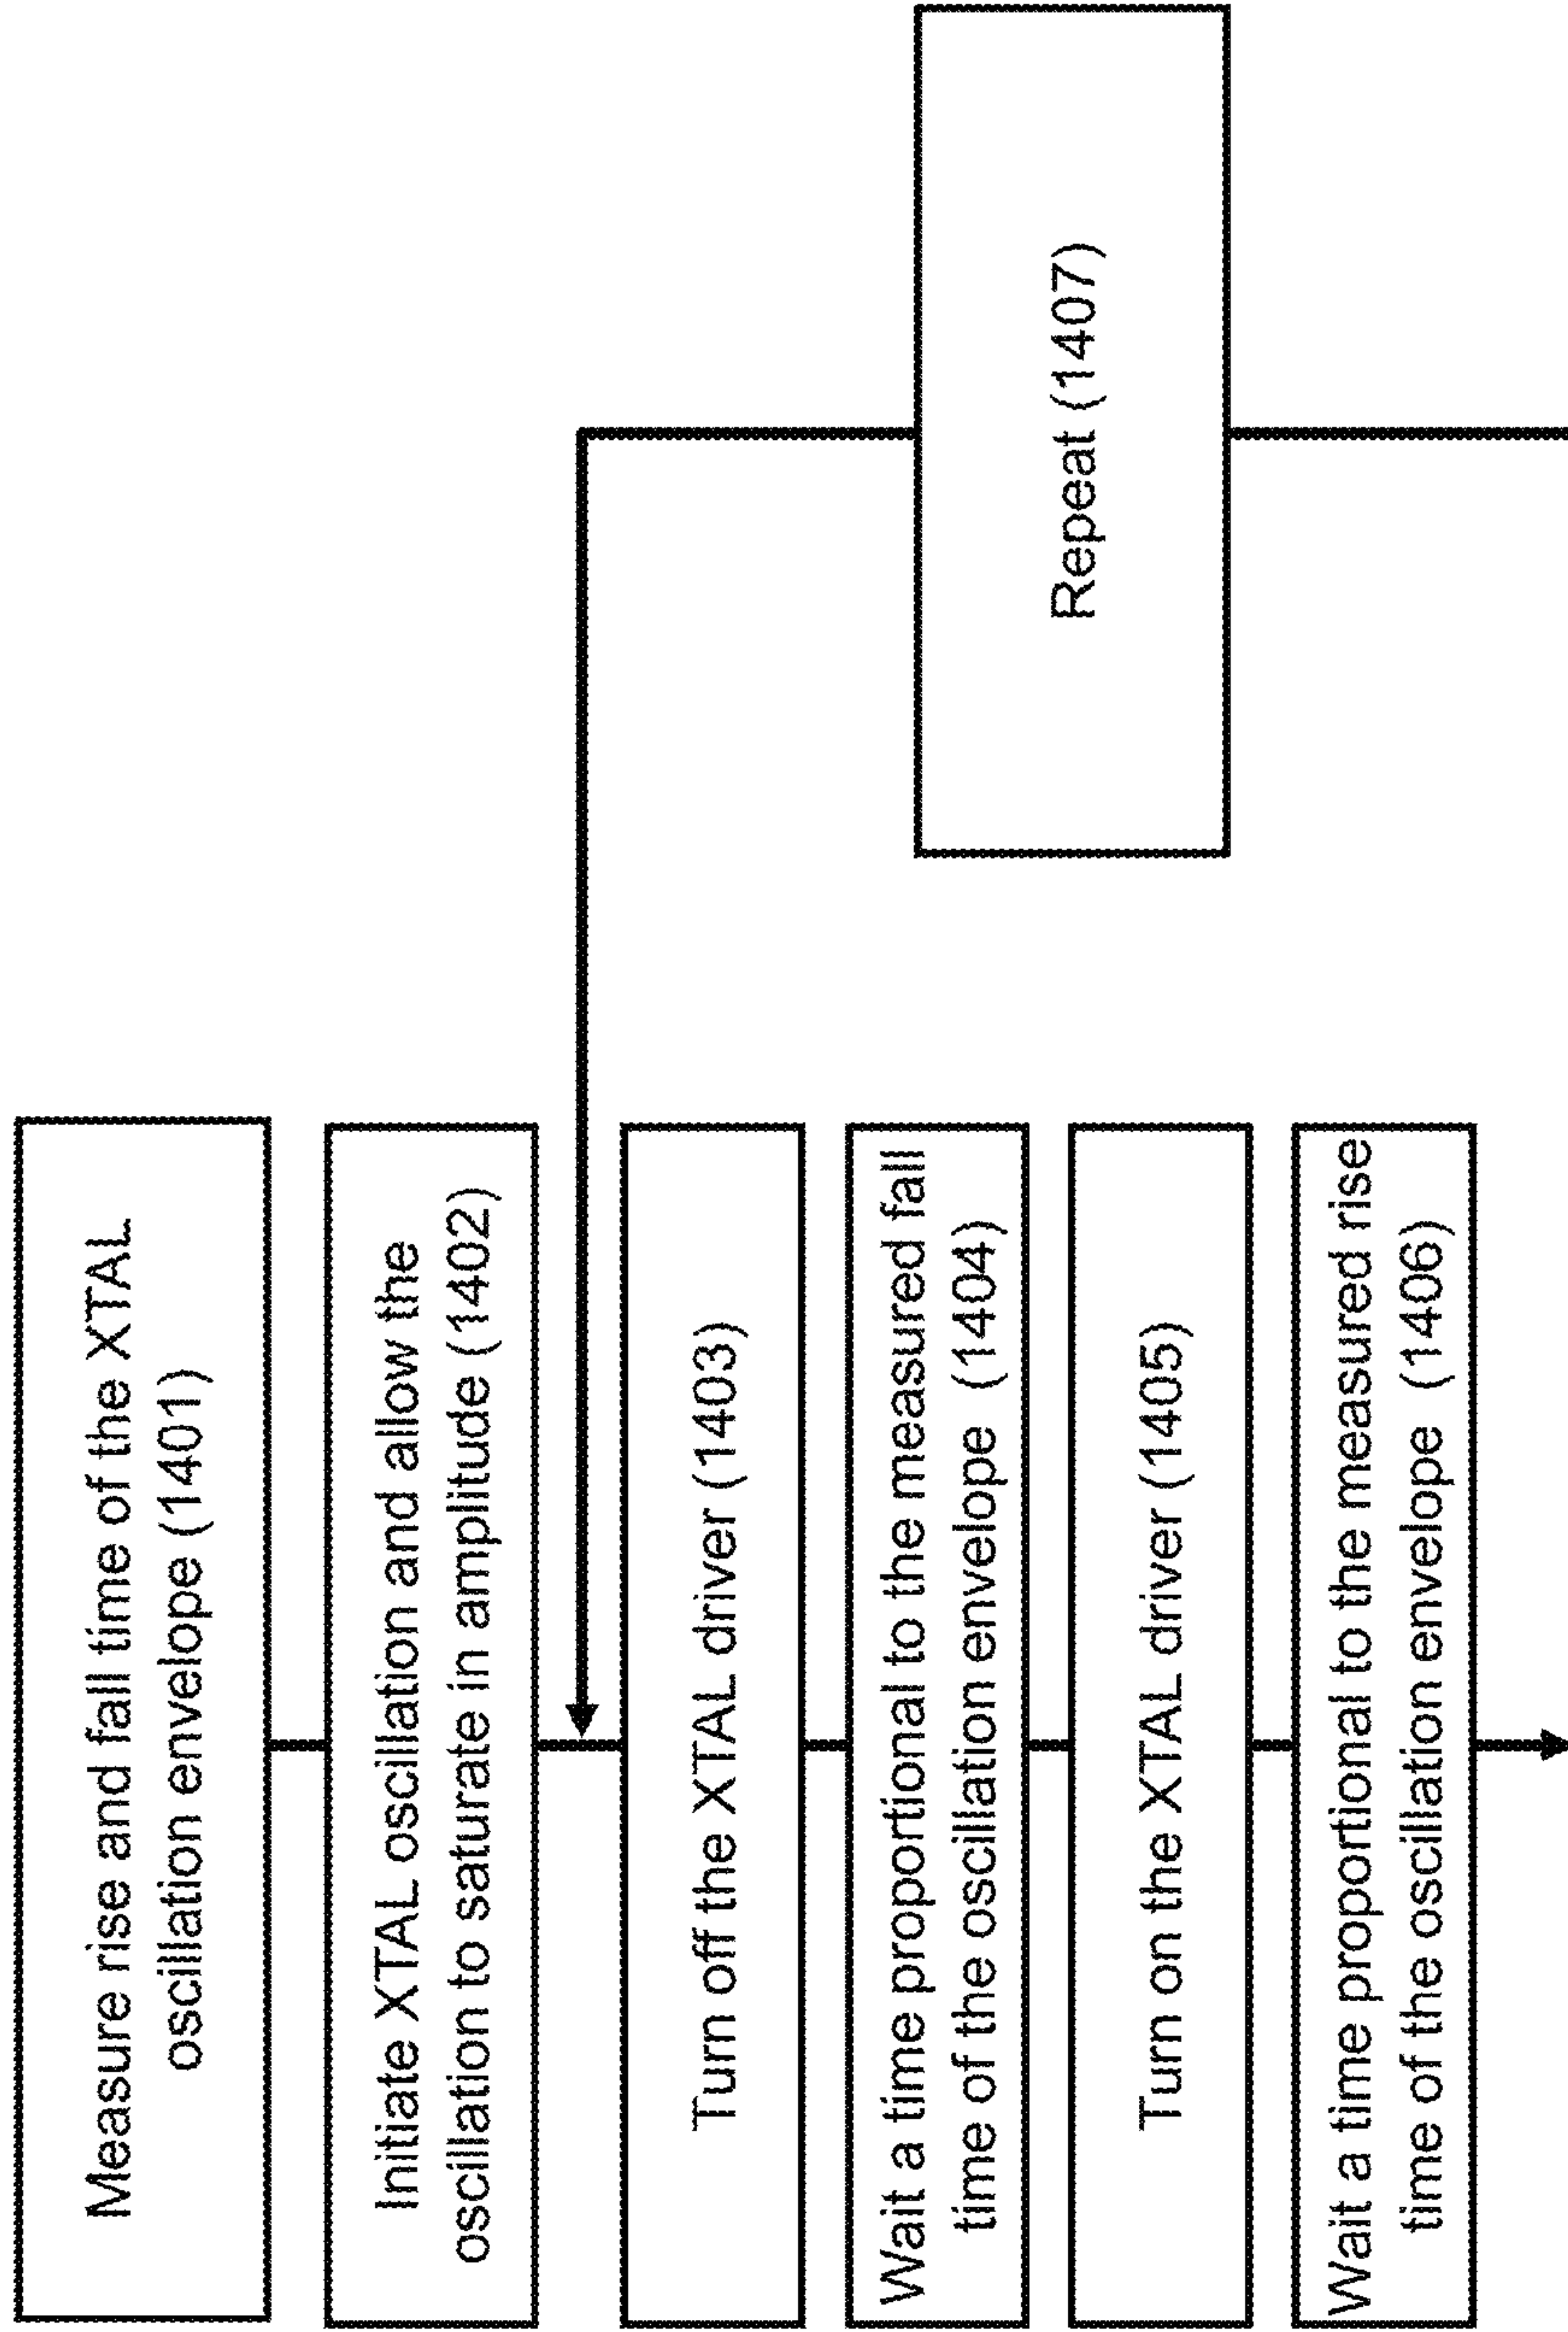 Measure rise and fall time of the XTAL
oscillation envelope (1401)
Initiate XTAL oscillation and allow the
oscillation to saturate in amplitude (1402)
Turn off the XTAL driver (1403)
Wait a time proportional to the measured fall
time of the oscillation envelope (1404)
Turn on the XTAL driver (1405)
Wait a time proportional to the measured rise
time of the oscillation envelope (1406)
Repeat (1407)